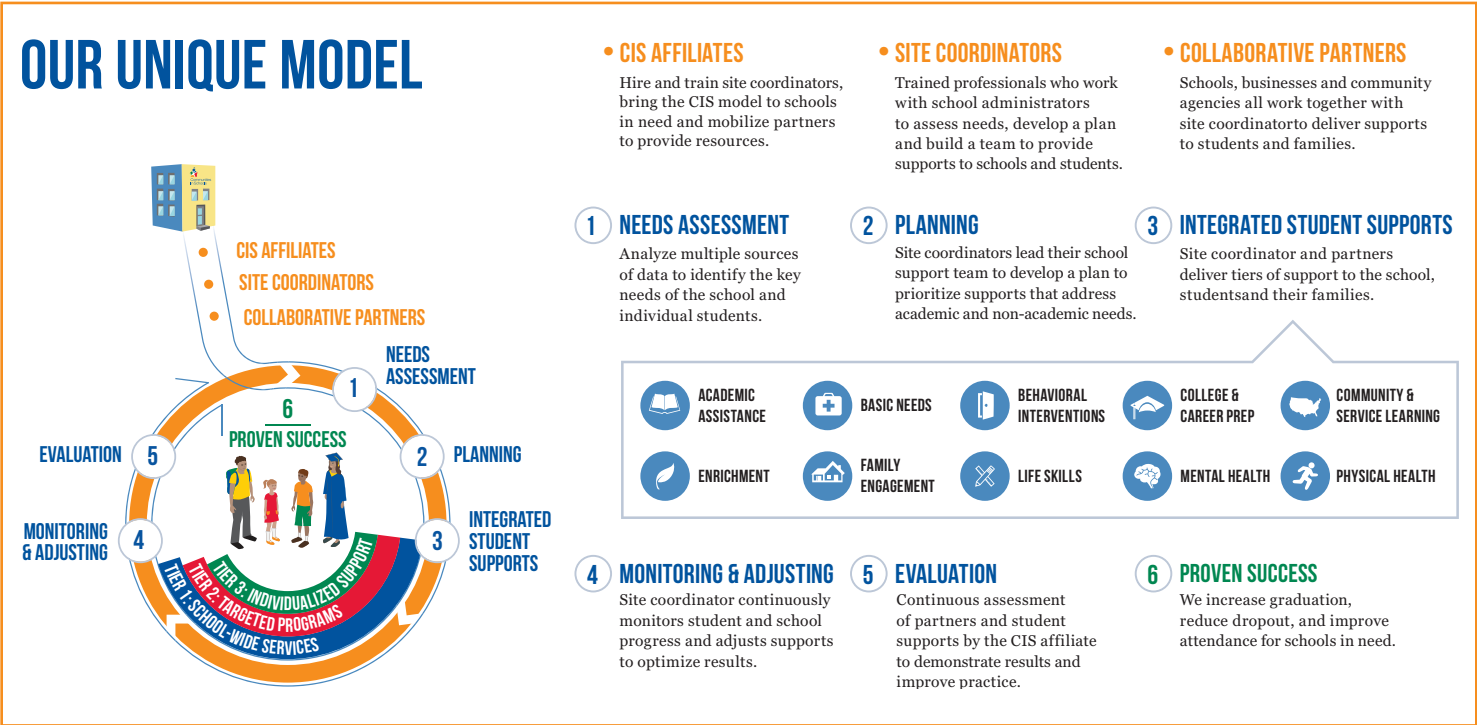 OUR UNIQUE MODEL
CIS AFFILIATES
SITE COORDINATORS
COLLABORATIVE PARTNERS
NEEDS
ASSESSMENT
1
6
PROVEN SUCCESS
EVALUATION
5
2
PLANNING
MONITORING
& ADJUSTING
4
3
INTEGRATED
STUDENT
SUPPORTS
TIER 3: INDIVIDUALIZED SUPPORT
TIER 2: TARGETED PROGRAMS
TIER 1: SCHOOL-WIDE SERVICES
• CIS AFFILIATES
Hire and train site coordinators,
bring the CIS model to schools
in need and mobilize partners
to provide resources.
• SITE COORDINATORS
Trained professionals who work
with school administrators
to assess needs, develop a plan
and build a team to provide
supports to schools and students.
• COLLABORATIVE PARTNERS
Schools, businesses and community
agencies all work together with
site coordinatorto deliver supports
to students and families.
1 NEEDS ASSESSMENT
Analyze multiple sources
of data to identify the key
needs of the school and
individual students.
2 PLANNING
Site coordinators lead their school
support team to develop a plan to
prioritize supports that address
academic and non-academic needs.
3 INTEGRATED STUDENT SUPPORTS
Site coordinator and partners
deliver tiers of support to the school,
studentsand their families.
ACADEMIC
ASSISTANCE
BASIC NEEDS
BEHAVIORAL
INTERVENTIONS
COLLEGE &
CAREER PREP
COMMUNITY &
SERVICE LEARNING
ENRICHMENT
FAMILY
ENGAGEMENT
LIFE SKILLS
MENTAL HEALTH
PHYSICAL HEALTH
4 MONITORING & ADJUSTING
Site coordinator continuously
monitors student and school
progress and adjusts supports
to optimize results.
5 EVALUATION
Continuous assessment
of partners and student
supports by the CIS affiliate
to demonstrate results and
improve practice.
6 PROVEN SUCCESS
We increase graduation,
reduce dropout, and improve
attendance for schools in need.